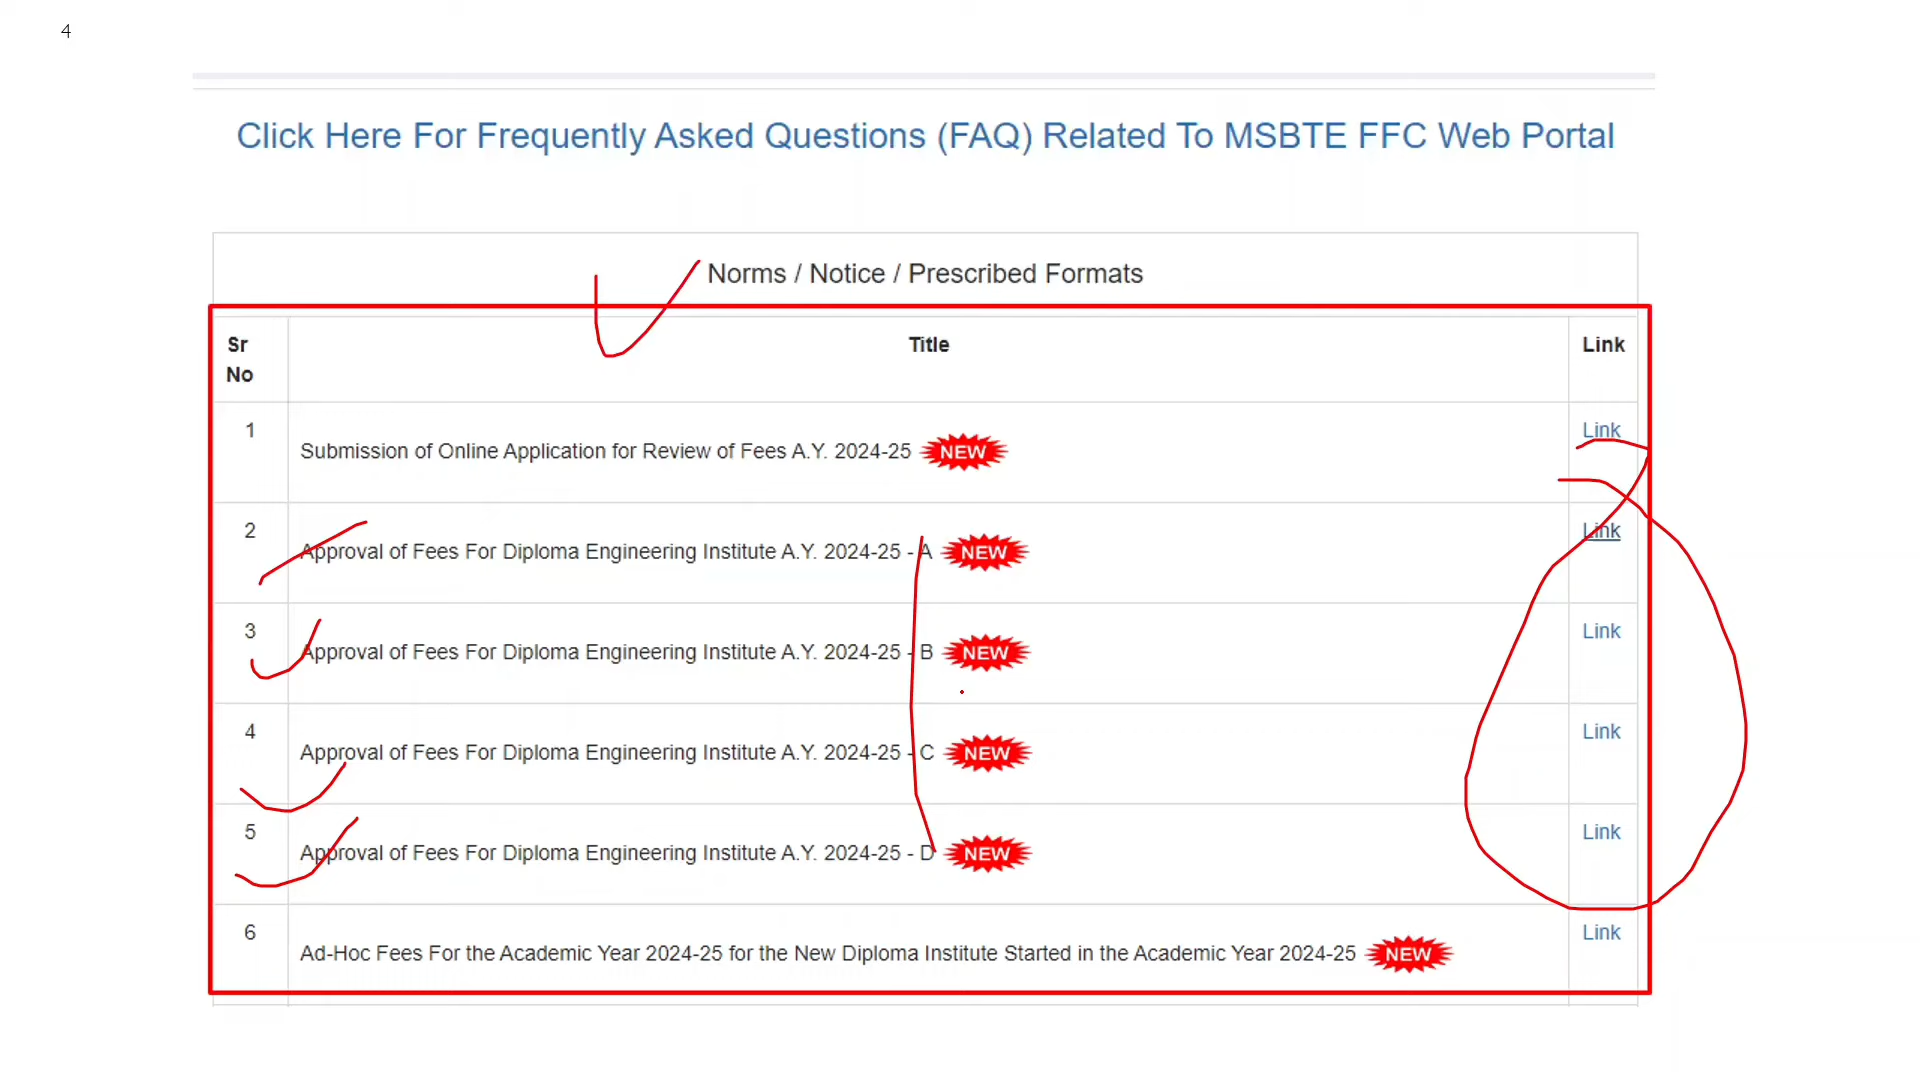 4
Click Here For Frequently Asked Questions (FAQ) Related To MSBTE FFC Web Portal
Norms / Notice / Prescribed Formats
Sr No Title Link
1 Submission of Online Application for Review of Fees A.Y. 2024-25 NEW Link
2 Approval of Fees For Diploma Engineering Institute A.Y. 2024-25 - A NEW Link
3 Approval of Fees For Diploma Engineering Institute A.Y. 2024-25 - B NEW Link
4 Approval of Fees For Diploma Engineering Institute A.Y. 2024-25 - C NEW Link
5 Approval of Fees For Diploma Engineering Institute A.Y. 2024-25 - D NEW Link
6 Ad-Hoc Fees For the Academic Year 2024-25 for the New Diploma Institute Started in the Academic Year 2024-25 NEW Link